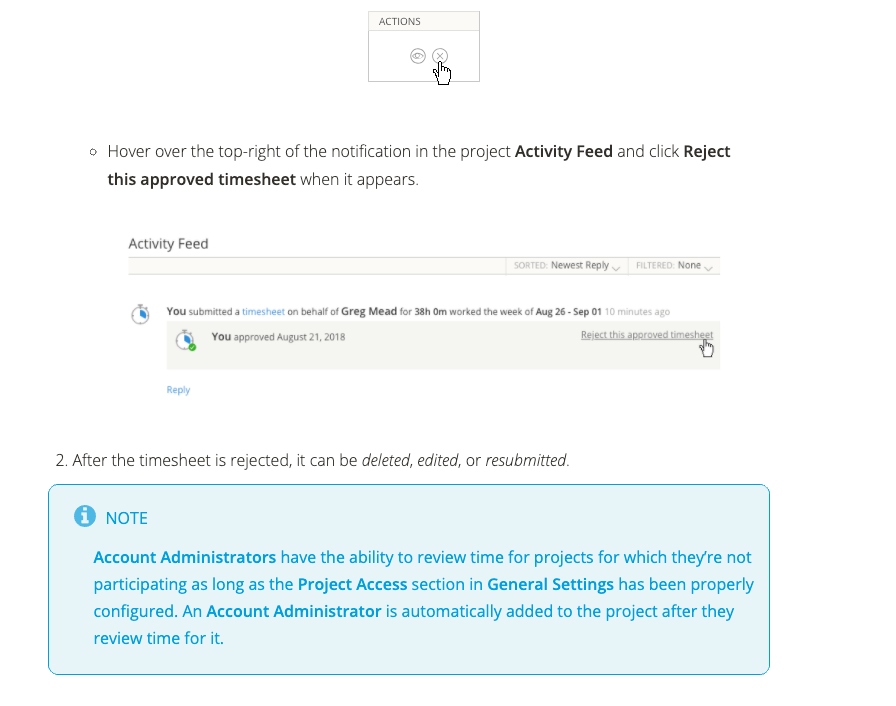 ACTIONS
Hover over the top-right of the notification in the project Activity Feed and click Reject
this approved timesheet when it appears.
Activity Feed
SORTED: Newest Reply FILTERED: None
You submitted a timesheet on behalf of Greg Mead for 38h 0m worked the week of Aug 26 - Sep 01 10 minutes ago
You approved August 21, 2018 Reject this approved timesheet
Reply
2. After the timesheet is rejected, it can be deleted, edited, or resubmitted.
NOTE
Account Administrators have the ability to review time for projects for which they’re not
participating as long as the Project Access section in General Settings has been properly
configured. An Account Administrator is automatically added to the project after they
review time for it.